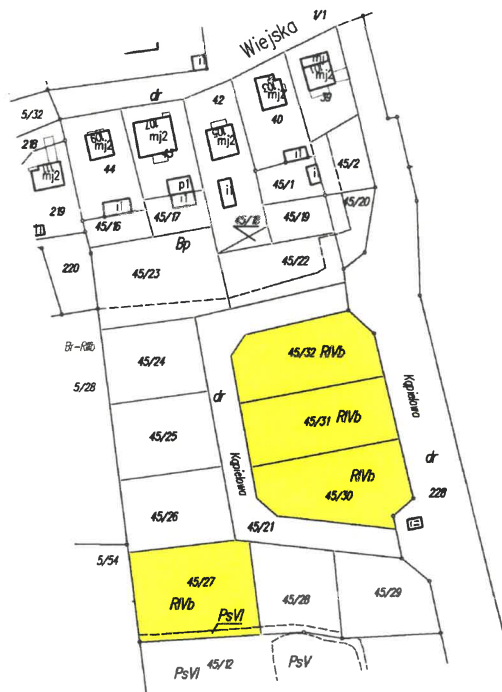 1/1
Wiejska
i
dr
5/32
42
mj2
39
mj2
40
218
mj2
44
mj2
43
mj2
mj2
i
45/2
219
i
p1
i
i
45/1
i
45/20
45/16
45/17
45/18
45/19
Bp
220
45/23
45/22
Br-RIIIb
45/24
5/28
45/32 RIVb
dr
Kąpielowa
45/31 RIVb
45/25
Kąpielowa
RIVb
45/30
dr
228
45/26
45/21
5/54
45/27
RIVb
45/28
45/29
PsVI
PsVI
45/12
PsV